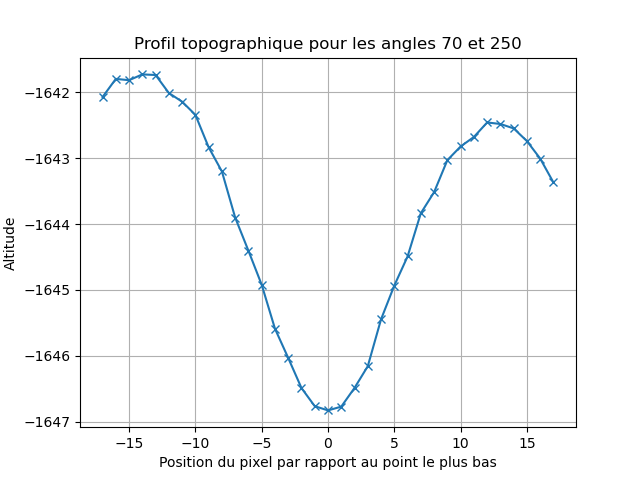 Profil topographique pour les angles 70 et 250
−1642
−1643
−1644
−1645
−1646
−1647
Altitude
−15 −10 −5 0 5 10 15
Position du pixel par rapport au point le plus bas